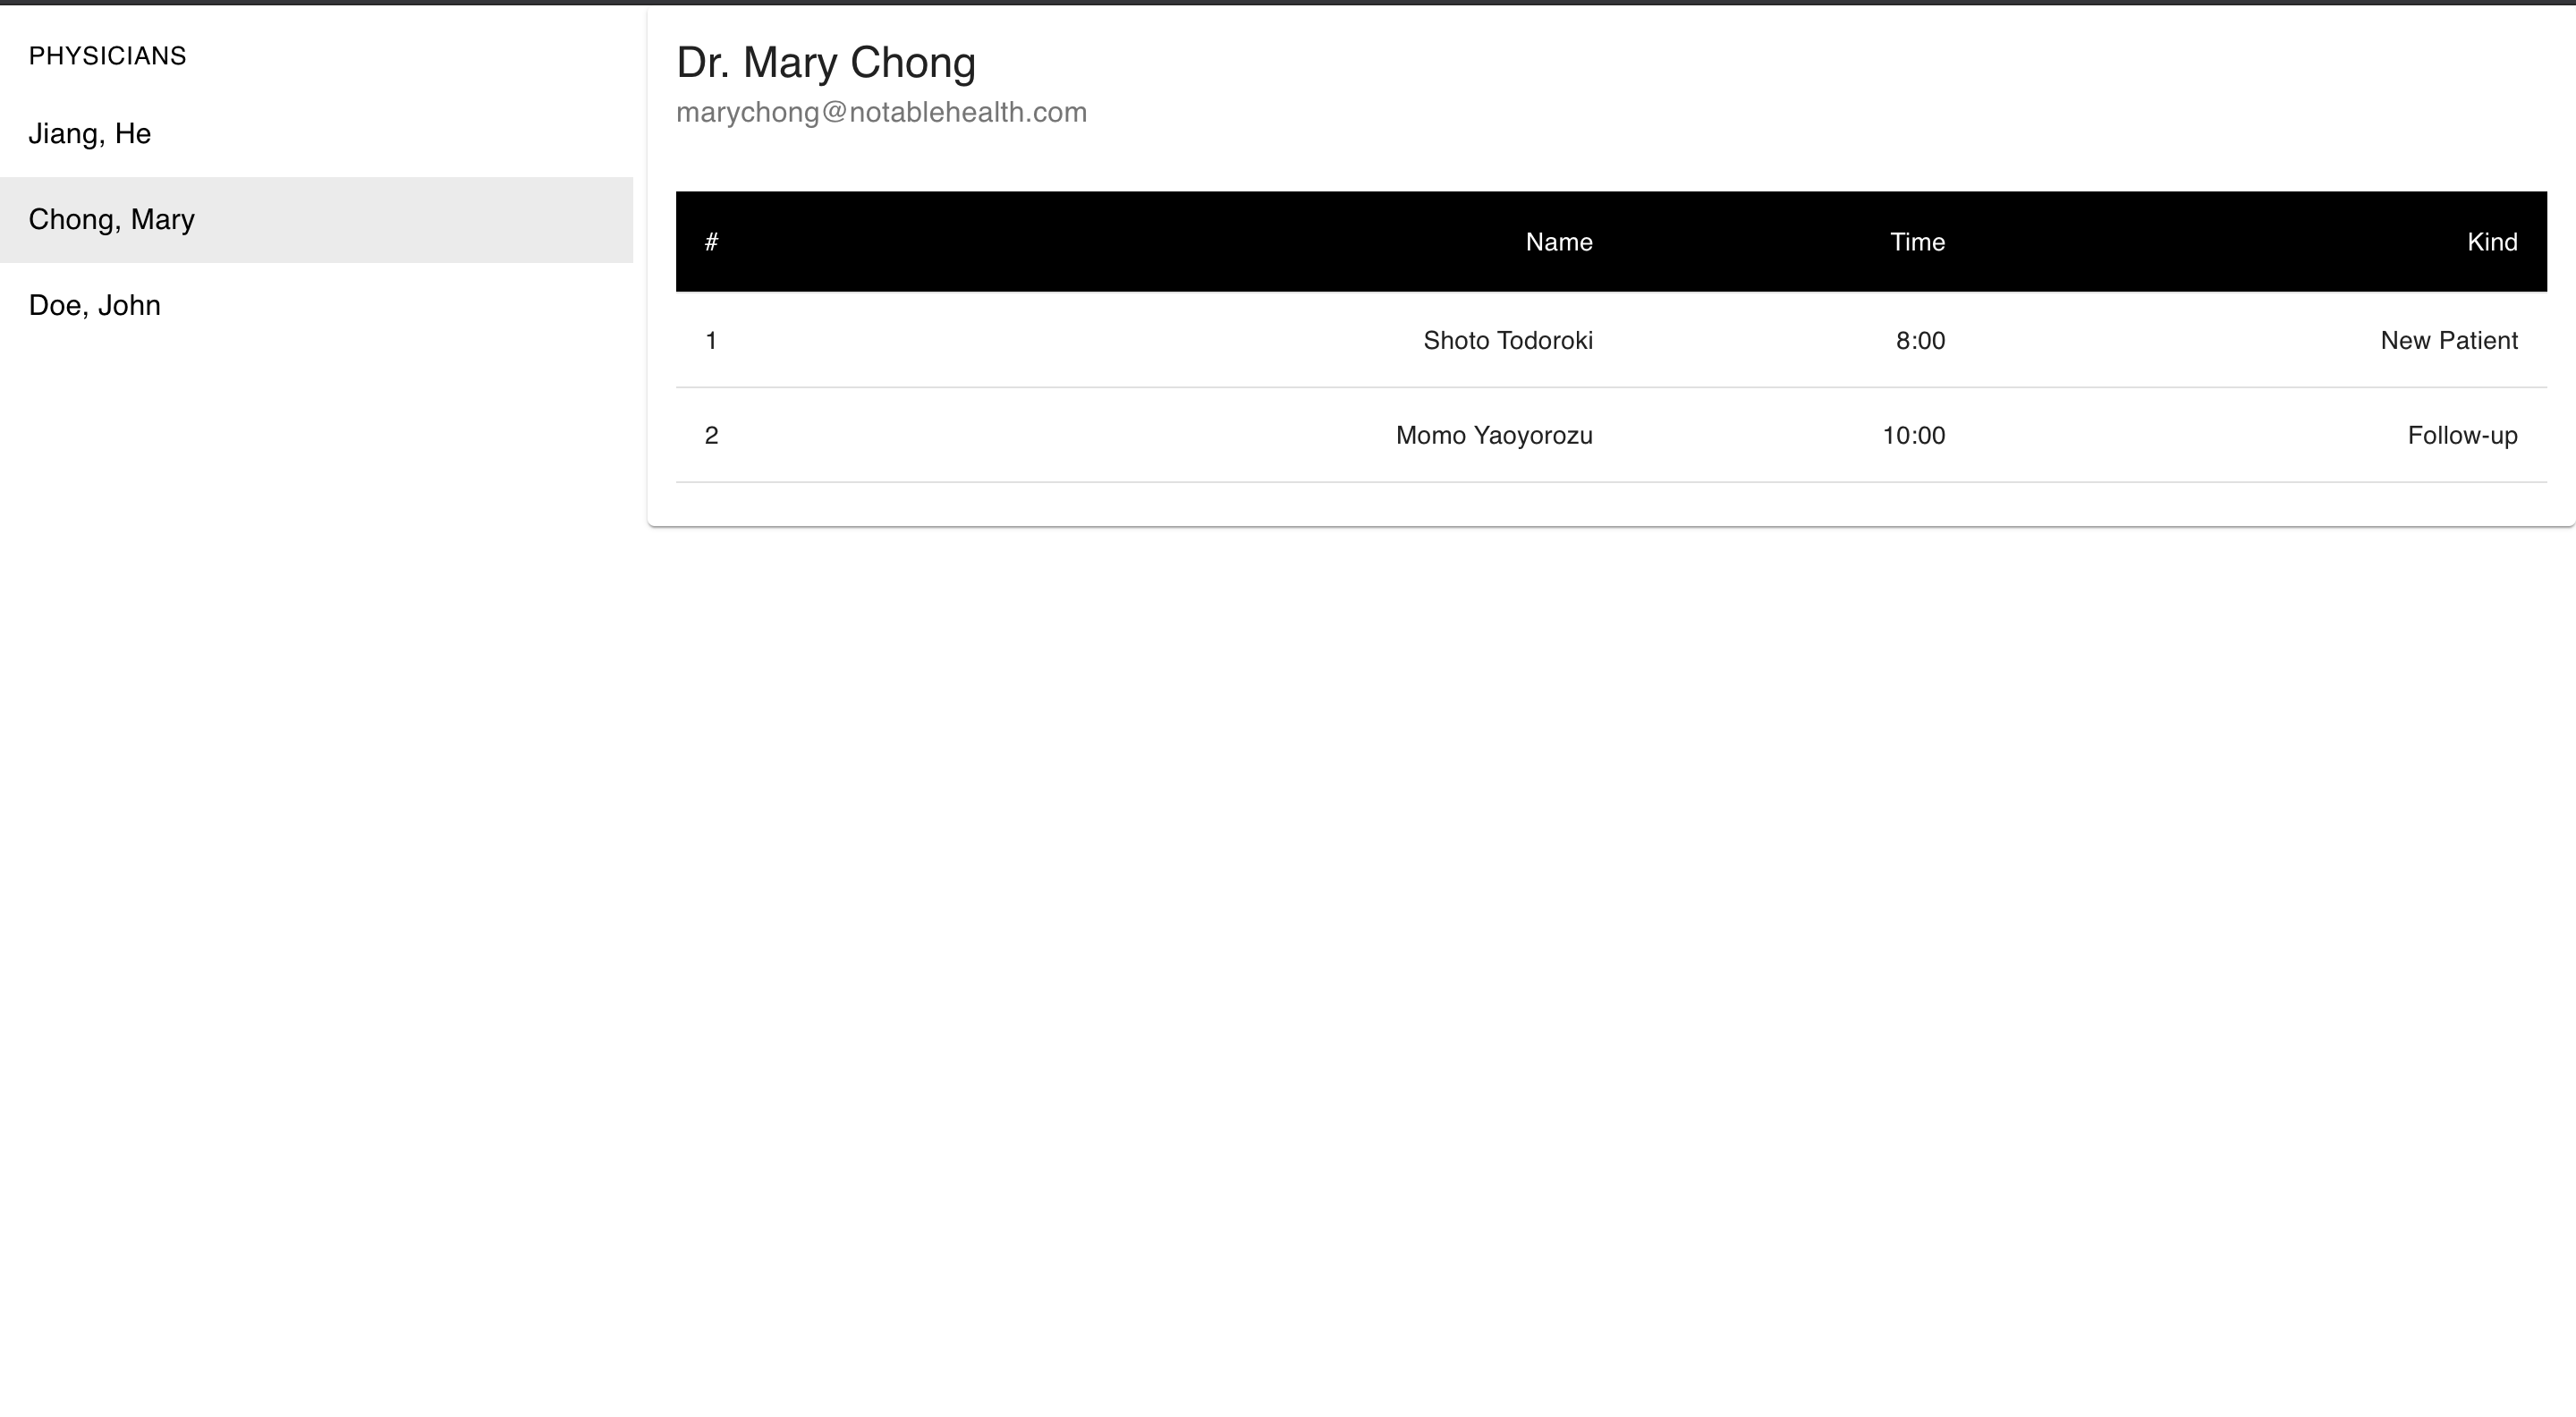 PHYSICIANS
Jiang, He
Chong, Mary
Doe, John
Dr. Mary Chong
marychong@notablehealth.com
# Name Time Kind
1 Shoto Todoroki 8:00 New Patient
2 Momo Yaoyorozu 10:00 Follow-up